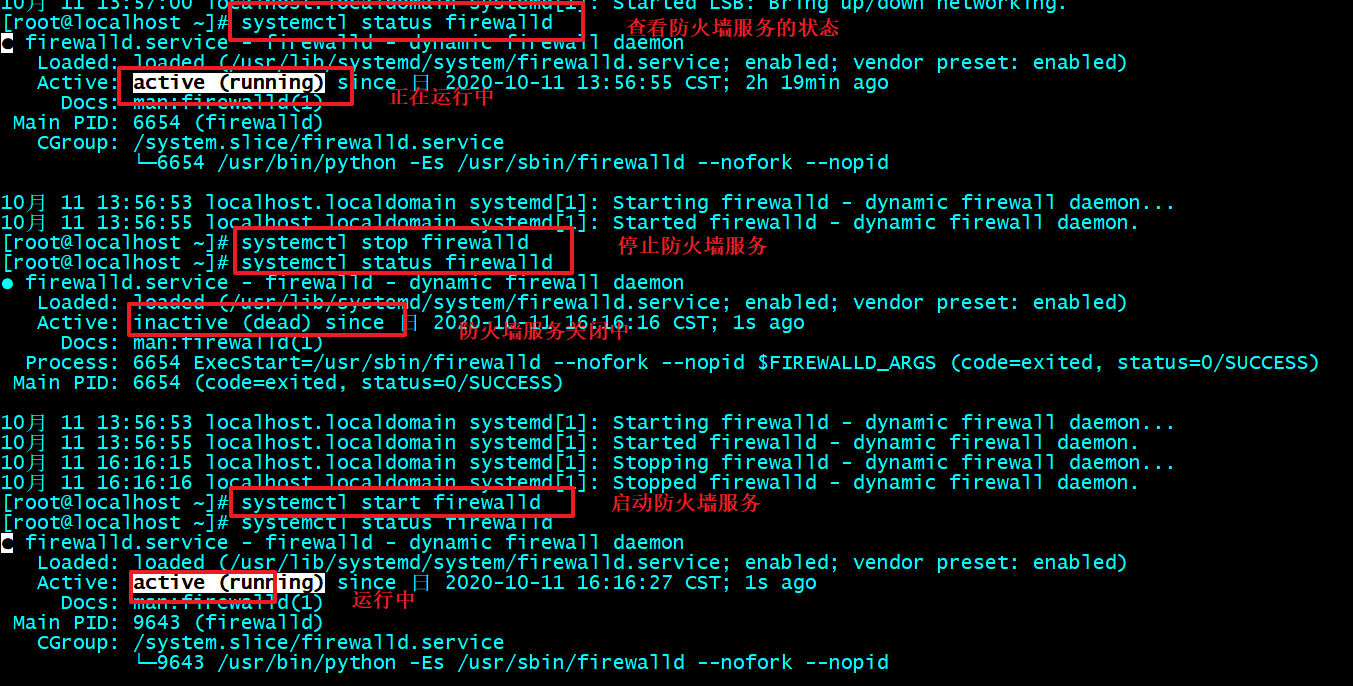 10月 11 13:57:00 localhost.localdomain systemd[1]: Started LSB: Bring up/down networking.
[root@localhost ~]# systemctl status firewalld 查看防火墙服务的状态
● firewalld.service - firewalld - dynamic firewall daemon
Loaded: loaded (/usr/lib/systemd/system/firewalld.service; enabled; vendor preset: enabled)
Active: active (running) since 日 2020-10-11 13:56:55 CST; 2h 19min ago
正在运行中
Docs: man:firewalld(1)
Main PID: 6654 (firewalld)
CGroup: /system.slice/firewalld.service
└─6654 /usr/bin/python -Es /usr/sbin/firewalld --nofork --nopid
10月 11 13:56:53 localhost.localdomain systemd[1]: Starting firewalld - dynamic firewall daemon...
10月 11 13:56:55 localhost.localdomain systemd[1]: Started firewalld - dynamic firewall daemon.
[root@localhost ~]# systemctl stop firewalld 停止防火墙服务
[root@localhost ~]# systemctl status firewalld
● firewalld.service - firewalld - dynamic firewall daemon
Loaded: loaded (/usr/lib/systemd/system/firewalld.service; enabled; vendor preset: enabled)
Active: inactive (dead) since 日 2020-10-11 16:16:16 CST; 1s ago
防火墙服务关闭中
Docs: man:firewalld(1)
Process: 6654 ExecStart=/usr/sbin/firewalld --nofork --nopid $FIREWALLD_ARGS (code=exited, status=0/SUCCESS)
Main PID: 6654 (code=exited, status=0/SUCCESS)
10月 11 13:56:53 localhost.localdomain systemd[1]: Starting firewalld - dynamic firewall daemon...
10月 11 13:56:55 localhost.localdomain systemd[1]: Started firewalld - dynamic firewall daemon.
10月 11 16:16:15 localhost.localdomain systemd[1]: Stopping firewalld - dynamic firewall daemon...
10月 11 16:16:16 localhost.localdomain systemd[1]: Stopped firewalld - dynamic firewall daemon.
[root@localhost ~]# systemctl start firewalld 启动防火墙服务
[root@localhost ~]# systemctl status firewalld
● firewalld.service - firewalld - dynamic firewall daemon
Loaded: loaded (/usr/lib/systemd/system/firewalld.service; enabled; vendor preset: enabled)
Active: active (running) since 日 2020-10-11 16:16:27 CST; 1s ago
运行中
Docs: man:firewalld(1)
Main PID: 9643 (firewalld)
CGroup: /system.slice/firewalld.service
└─9643 /usr/bin/python -Es /usr/sbin/firewalld --nofork --nopid